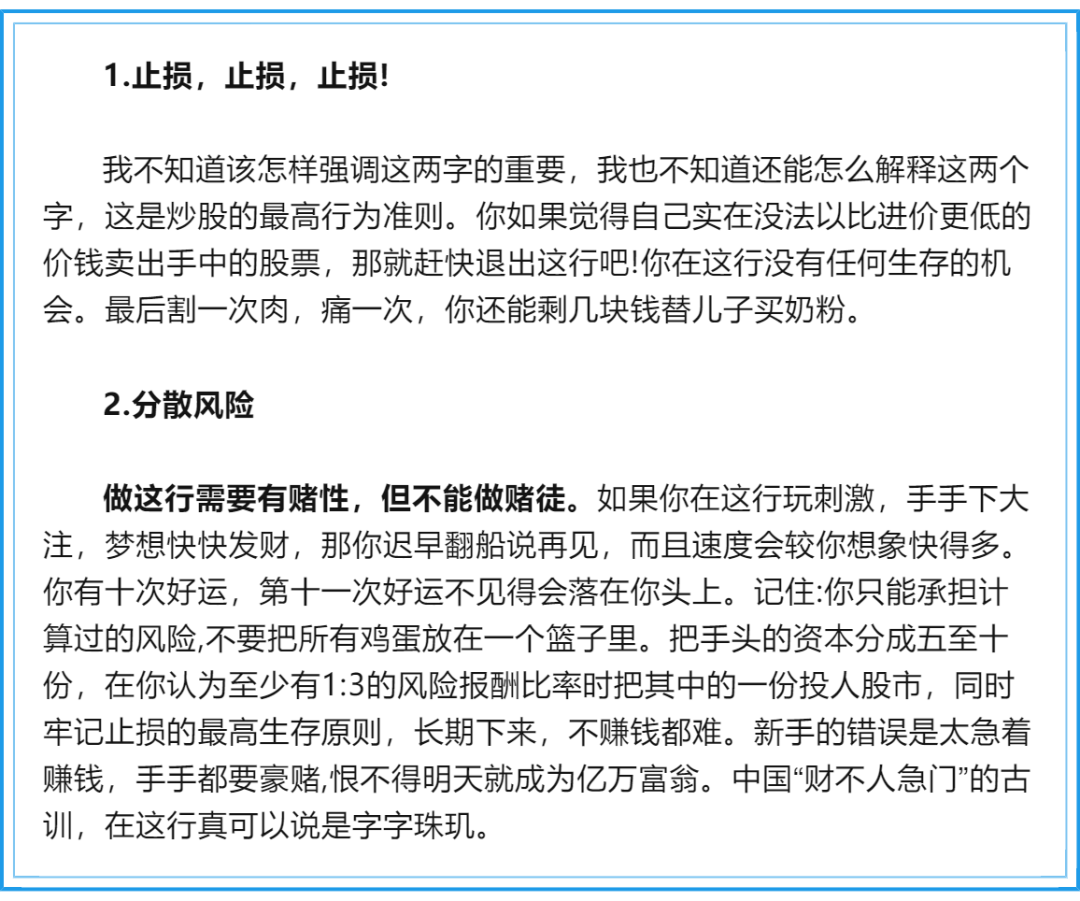 1.止损，止损，止损!
我不知道该怎样强调这两字的重要，我也不知道还能怎么解释这两个
字，这是炒股的最高行为准则。你如果觉得自己实在没法以比进价更低的
价钱卖出手中的股票，那就赶快退出这行吧!你在这行没有任何生存的机
会。最后割一次肉，痛一次，你还能剩几块钱替儿子买奶粉。
2.分散风险
做这行需要有赌性，但不能做赌徒。如果你在这行玩刺激，手手下大
注，梦想快快发财，那你迟早翻船说再见，而且速度会较你想象快得多。
你有十次好运，第十一次好运不见得会落在你头上。记住:你只能承担计
算过的风险,不要把所有鸡蛋放在一个篮子里。把手头的资本分成五至十
份，在你认为至少有1:3的风险报酬比率时把其中的一份投人股市，同时
牢记止损的最高生存原则，长期下来，不赚钱都难。新手的错误是太急着
赚钱，手手都要豪赌,恨不得明天就成为亿万富翁。中国“财不人急门”的古
训，在这行真可以说是字字珠玑。